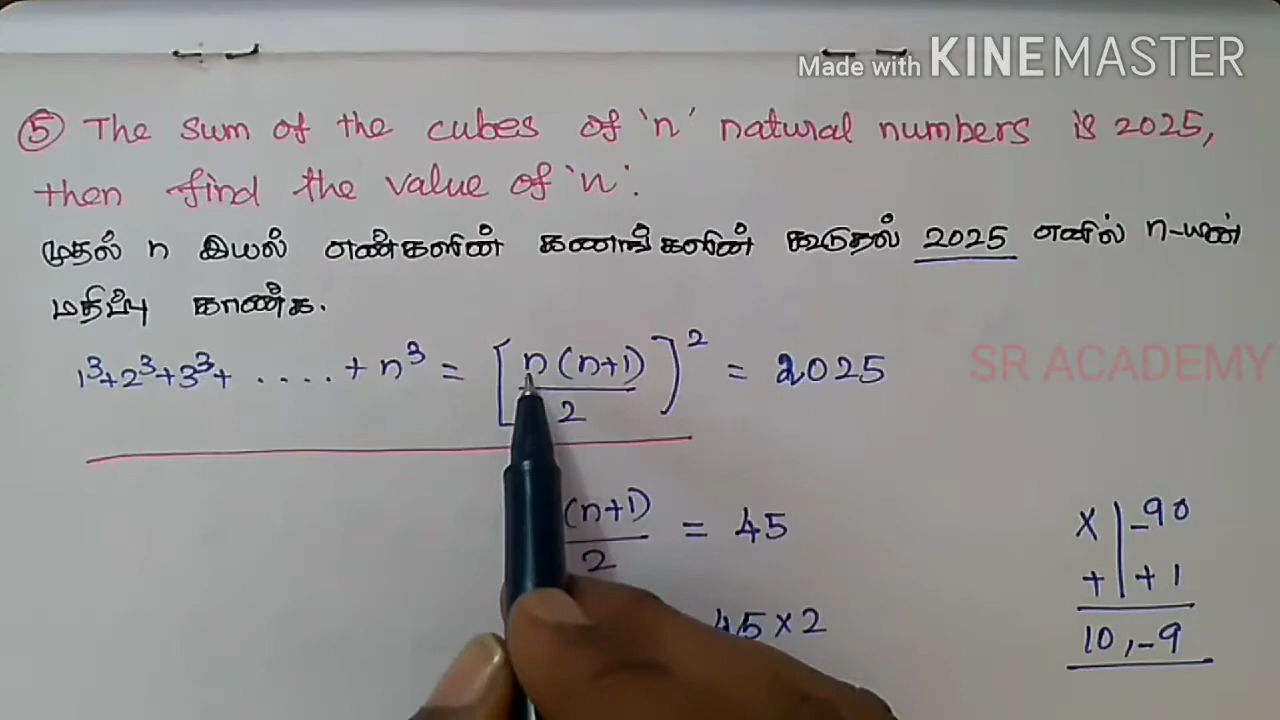 Made with KINEMASTER
⑤ The sum of the cubes of 'n' natural numbers is 2025,
then find the value of 'n'.
முதல் n இயல் எண்களின் கனங்களின் கூடுதல் 2025 எனில் n-யின்
மதிப்பு காண்க.
1³+2³+3³+ ....+ n³ = [n(n+1)/2]² = 2025
SR ACADEMY
(n+1)/2 = 45
45×2
× | -90
+ | +1
10, -9